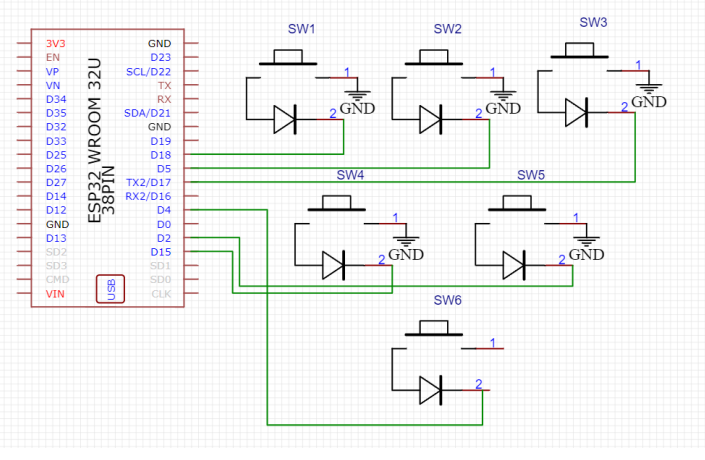 SW1
SW2
SW3
3V3
EN
VP
VN
D34
D35
D32
D33
D25
D26
D27
D14
D12
GND
D13
SD2
SD3
CMD
VIN
ESP32 WROOM 32U
38PIN
USB
GND
D23
SCL/D22
TX
RX
SDA/D21
GND
D19
D18
D5
TX2/D17
RX2/D16
D4
D0
D2
D15
SD1
SD0
CLK
1
GND
2
1
GND
2
1
GND
2
SW4
SW5
1
GND
2
1
GND
2
SW6
1
2